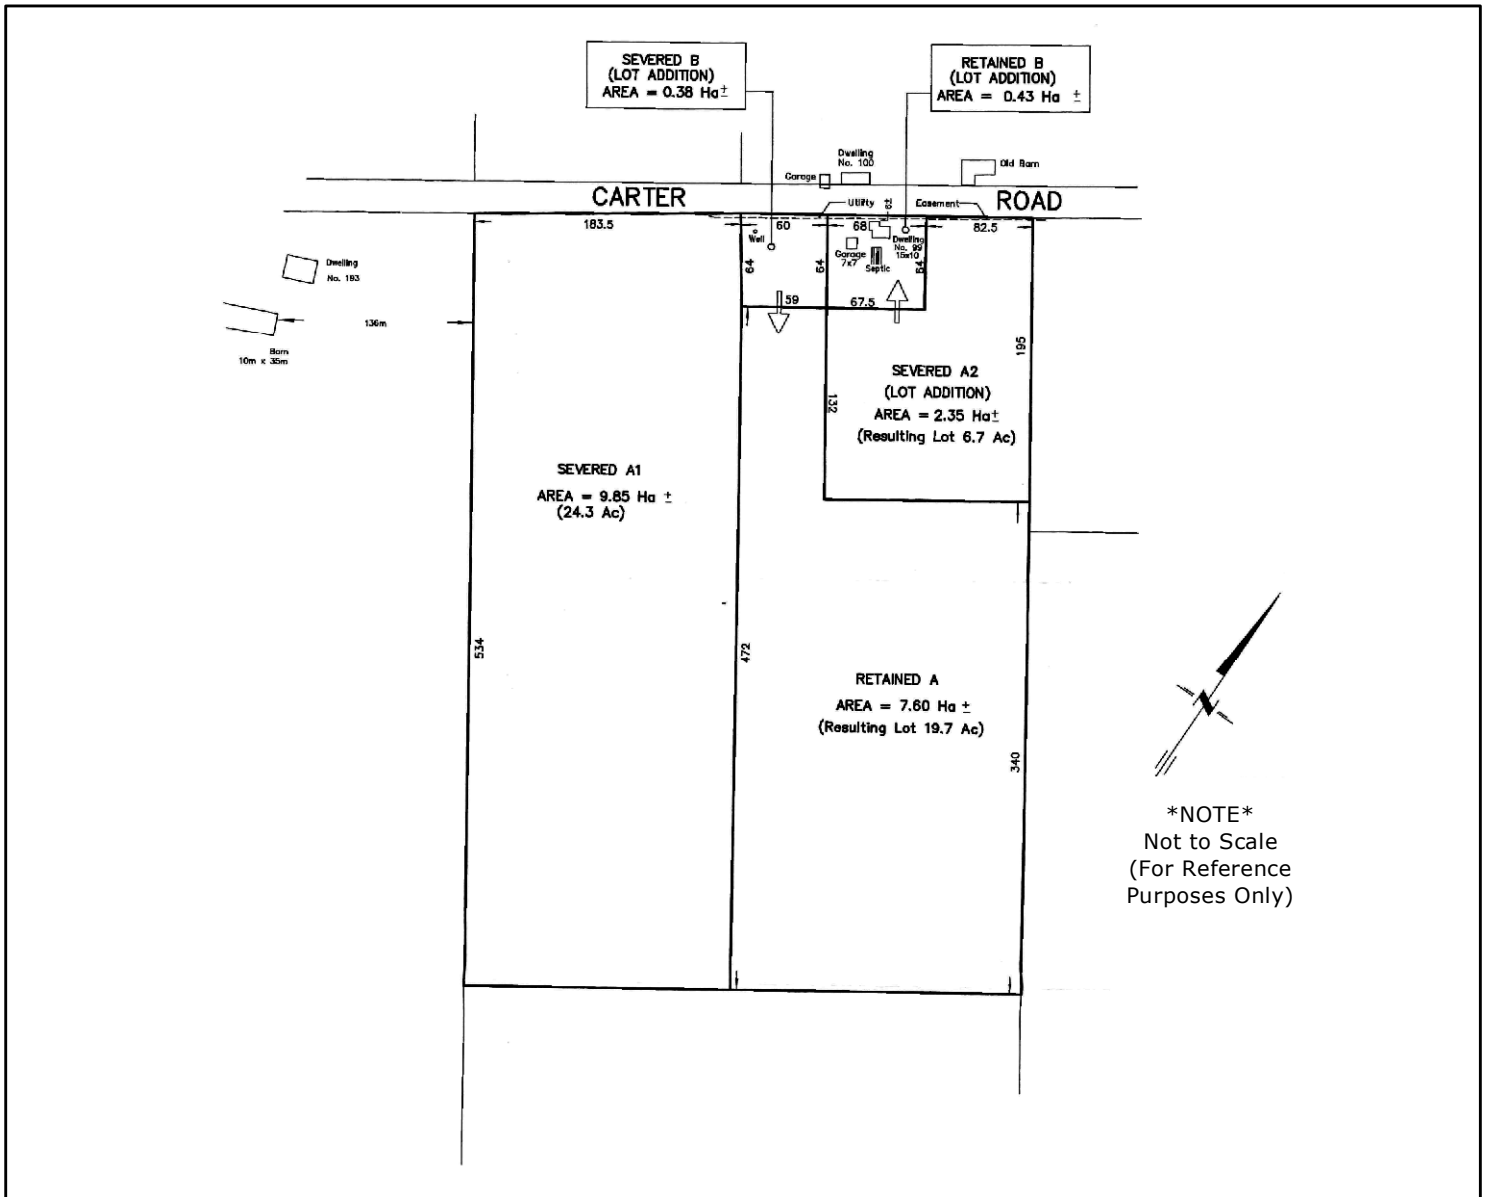 SEVERED B
(LOT ADDITION)
AREA = 0.38 Ha±
RETAINED B
(LOT ADDITION)
AREA = 0.43 Ha ±
Dwelling
No. 100
Garage
Old Barn
CARTER
ROAD
Utility
Easement
9±
183.5
60
68
82.5
Well
Dwelling
No. 99
15x10
Garage
7x7
Septic
64
64
64
59
67.5
Dwelling
No. 193
136m
Barn
10m x 35m
195
132
SEVERED A2
(LOT ADDITION)
AREA = 2.35 Ha±
(Resulting Lot 6.7 Ac)
SEVERED A1
AREA = 9.85 Ha ±
(24.3 Ac)
534
472
RETAINED A
AREA = 7.60 Ha ±
(Resulting Lot 19.7 Ac)
340
N
*NOTE*
Not to Scale
(For Reference
Purposes Only)